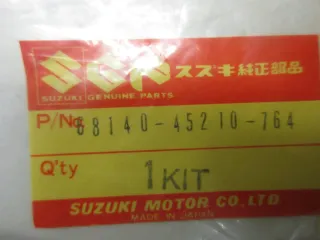 SGP スズキ純正部品
SUZUKI GENUINE PARTS
P/No. 68140-45210-764
Q'ty 1 KIT
SUZUKI MOTOR CO., LTD
MADE IN JAPAN